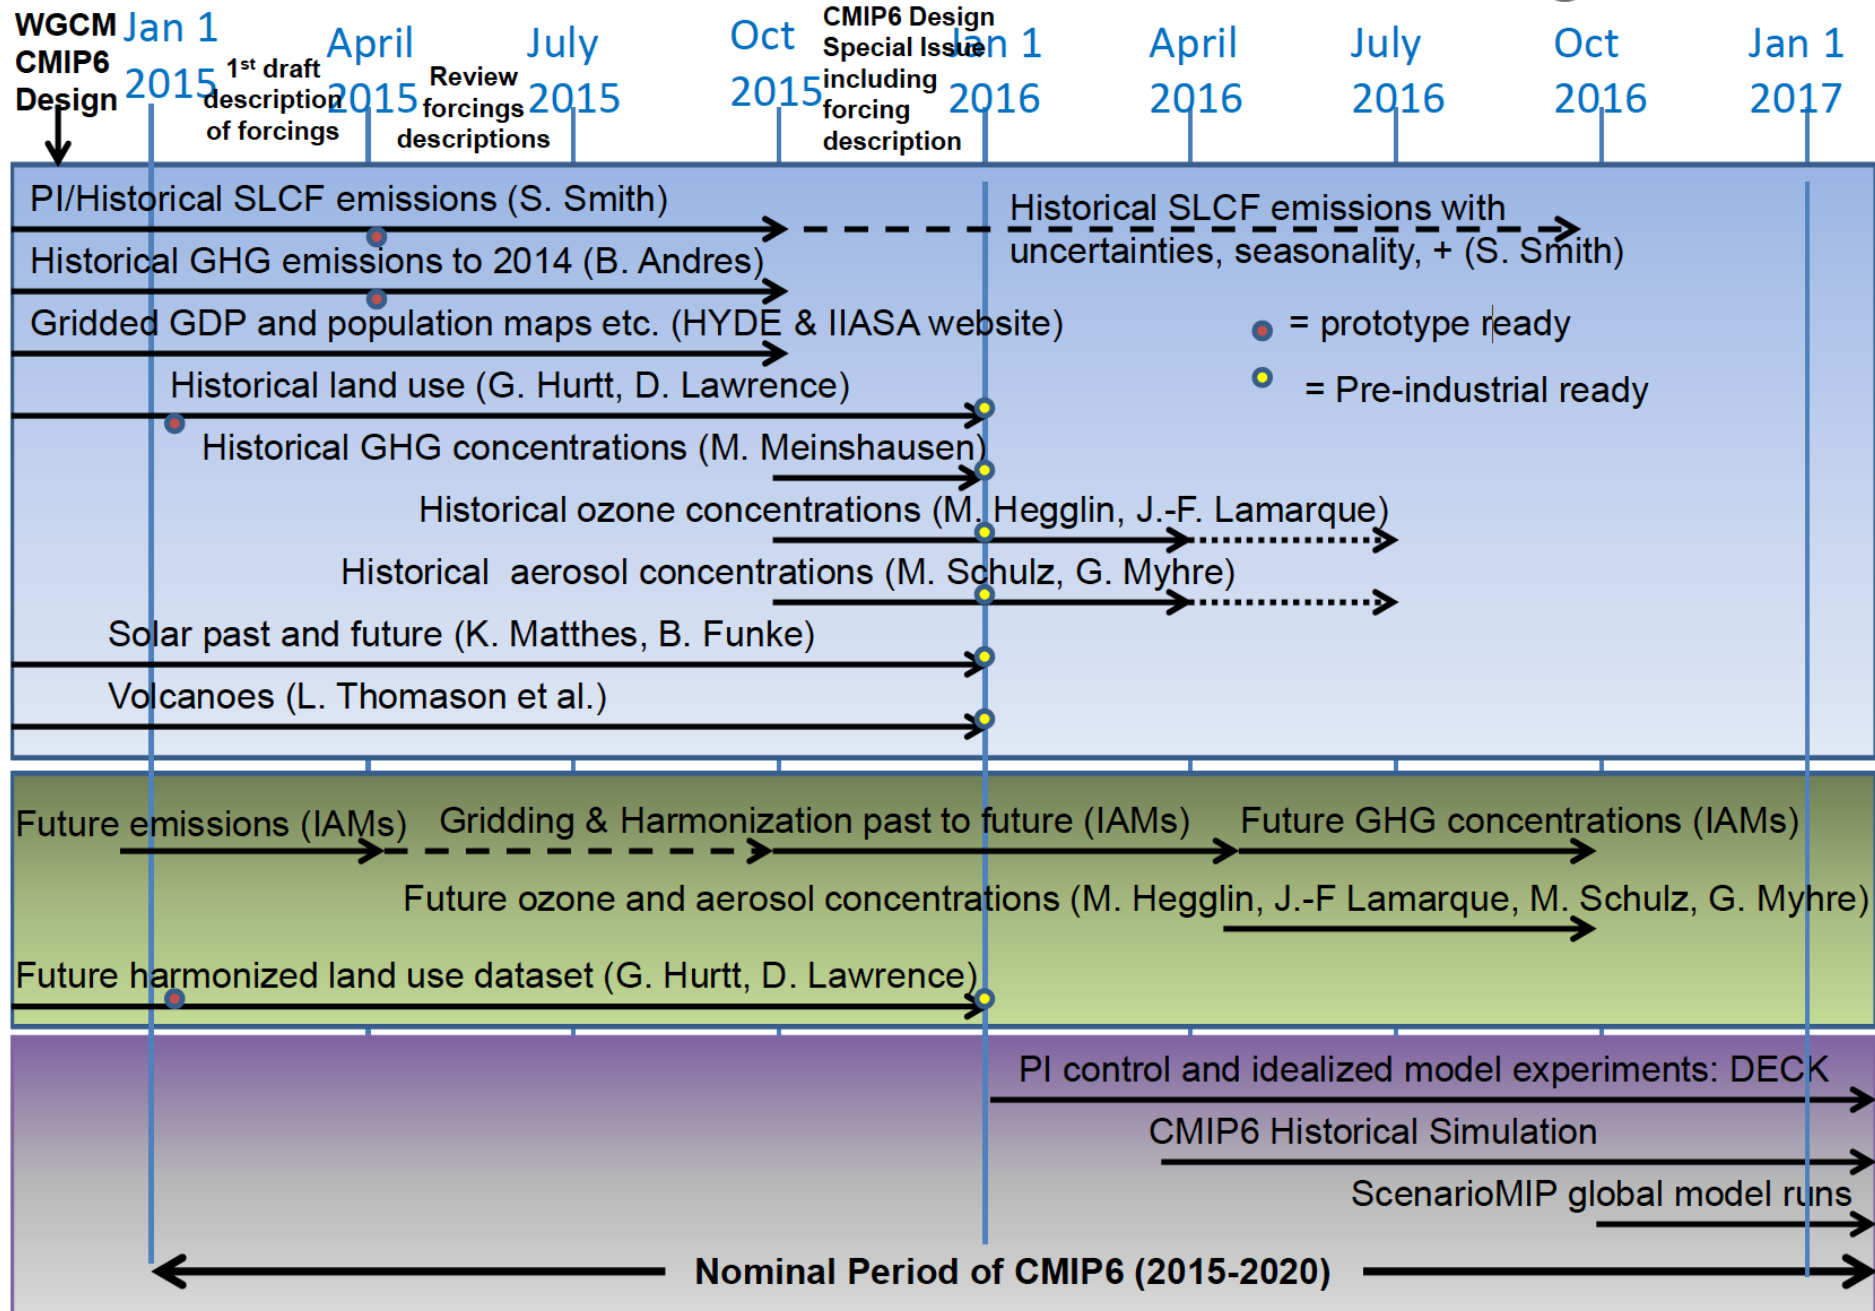 WGCM
CMIP6
Design
Jan 1
2015
1st draft
description
of forcings
April
2015
Review
forcings
descriptions
July
2015
Oct
2015
CMIP6 Design
Special Issue
including
forcing
description
Jan 1
2016
April
2016
July
2016
Oct
2016
Jan 1
2017
PI/Historical SLCF emissions (S. Smith)
Historical SLCF emissions with
uncertainties, seasonality, + (S. Smith)
Historical GHG emissions to 2014 (B. Andres)
Gridded GDP and population maps etc. (HYDE & IIASA website)
= prototype ready
Historical land use (G. Hurtt, D. Lawrence)
= Pre-industrial ready
Historical GHG concentrations (M. Meinshausen)
Historical ozone concentrations (M. Hegglin, J.-F. Lamarque)
Historical  aerosol concentrations (M. Schulz, G. Myhre)
Solar past and future (K. Matthes, B. Funke)
Volcanoes (L. Thomason et al.)
Future emissions (IAMs)
Gridding & Harmonization past to future (IAMs)
Future GHG concentrations (IAMs)
Future ozone and aerosol concentrations (M. Hegglin, J.-F Lamarque, M. Schulz, G. Myhre)
Future harmonized land use dataset (G. Hurtt, D. Lawrence)
PI control and idealized model experiments: DECK
CMIP6 Historical Simulation
ScenarioMIP global model runs
Nominal Period of CMIP6 (2015-2020)